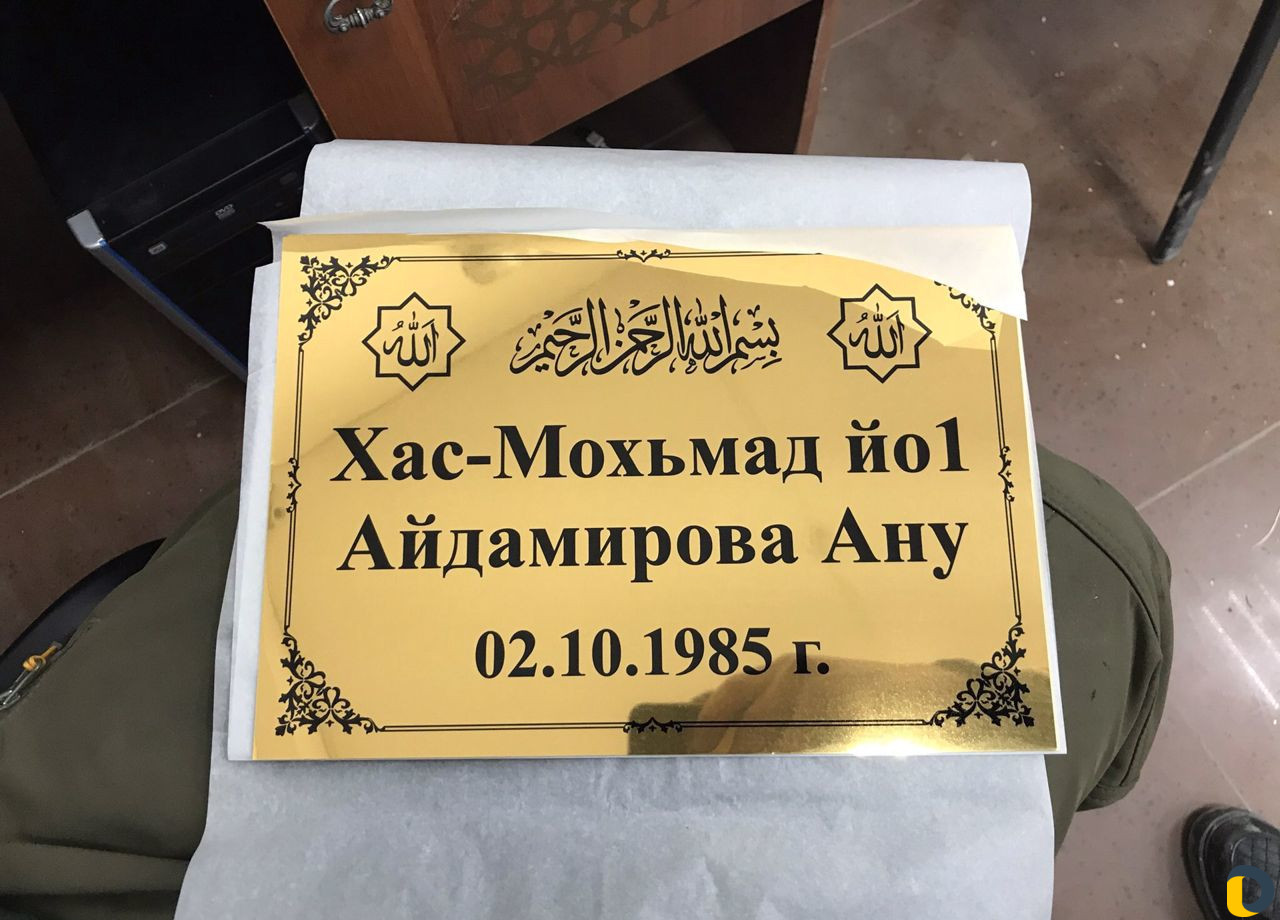 الله بسم الله الرحمن الرحيم الله
Хас-Мохьмад йо1
Айдамирова Ану
02.10.1985 г.